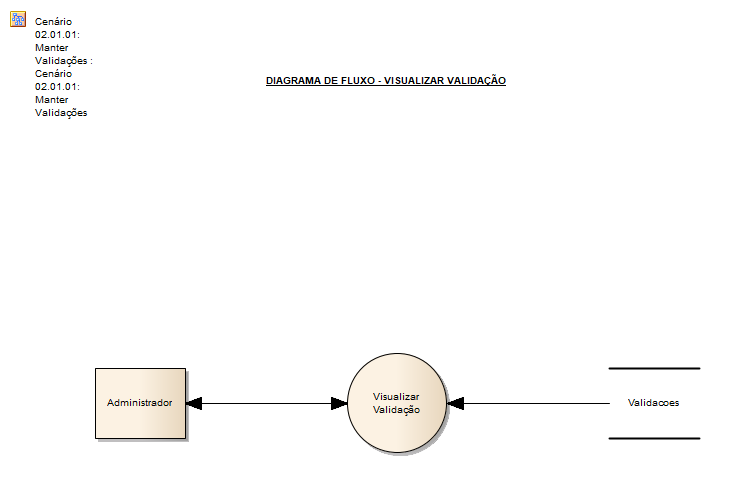 Cenário
02.01.01:
Manter
Validações :
Cenário
02.01.01:
Manter
Validações
DIAGRAMA DE FLUXO - VISUALIZAR VALIDAÇÃO
Administrador
Visualizar
Validação
Validacoes